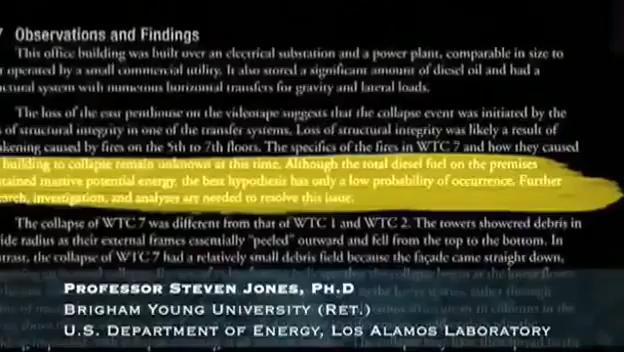 7 Observations and Findings
This office building was built over an electrical substation and a power plant, comparable in size to
operated by a small commercial utility. It also stored a significant amount of diesel oil and had a
uctural system with numerous horizontal transfers for gravity and lateral loads.
The loss of the east penthouse on the videotape suggests that the collapse event was initiated by the
of structural integrity in one of the transfer systems. Loss of structural integrity was likely a result of
akening caused by fires on the 5th to 7th floors. The specifics of the fires in WTC 7 and how they caused
building to collapse remain unknown at this time. Although the total diesel fuel on the premises
tained massive potential energy, the best hypothesis has only a low probability of occurrence. Further
earch, investigation, and analyses are needed to resolve this issue.
The collapse of WTC 7 was different from that of WTC 1 and WTC 2. The towers showered debris in
ide radius as their external frames essentially "peeled" outward and fell from the top to the bottom. In
trast, the collapse of WTC 7 had a relatively small debris field because the façade came straight down,
PROFESSOR STEVEN JONES, PH.D
BRIGHAM YOUNG UNIVERSITY (RET.)
U.S. DEPARTMENT OF ENERGY, LOS ALAMOS LABORATORY